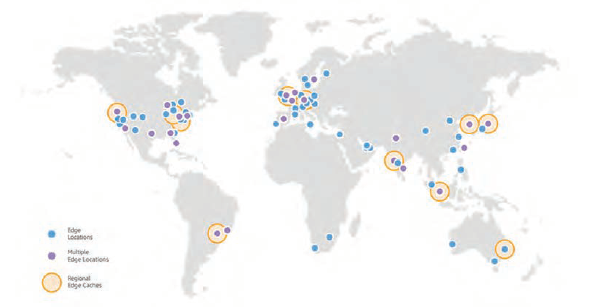 Edge
Locations
Multiple
Edge Locations
Regional
Edge Caches